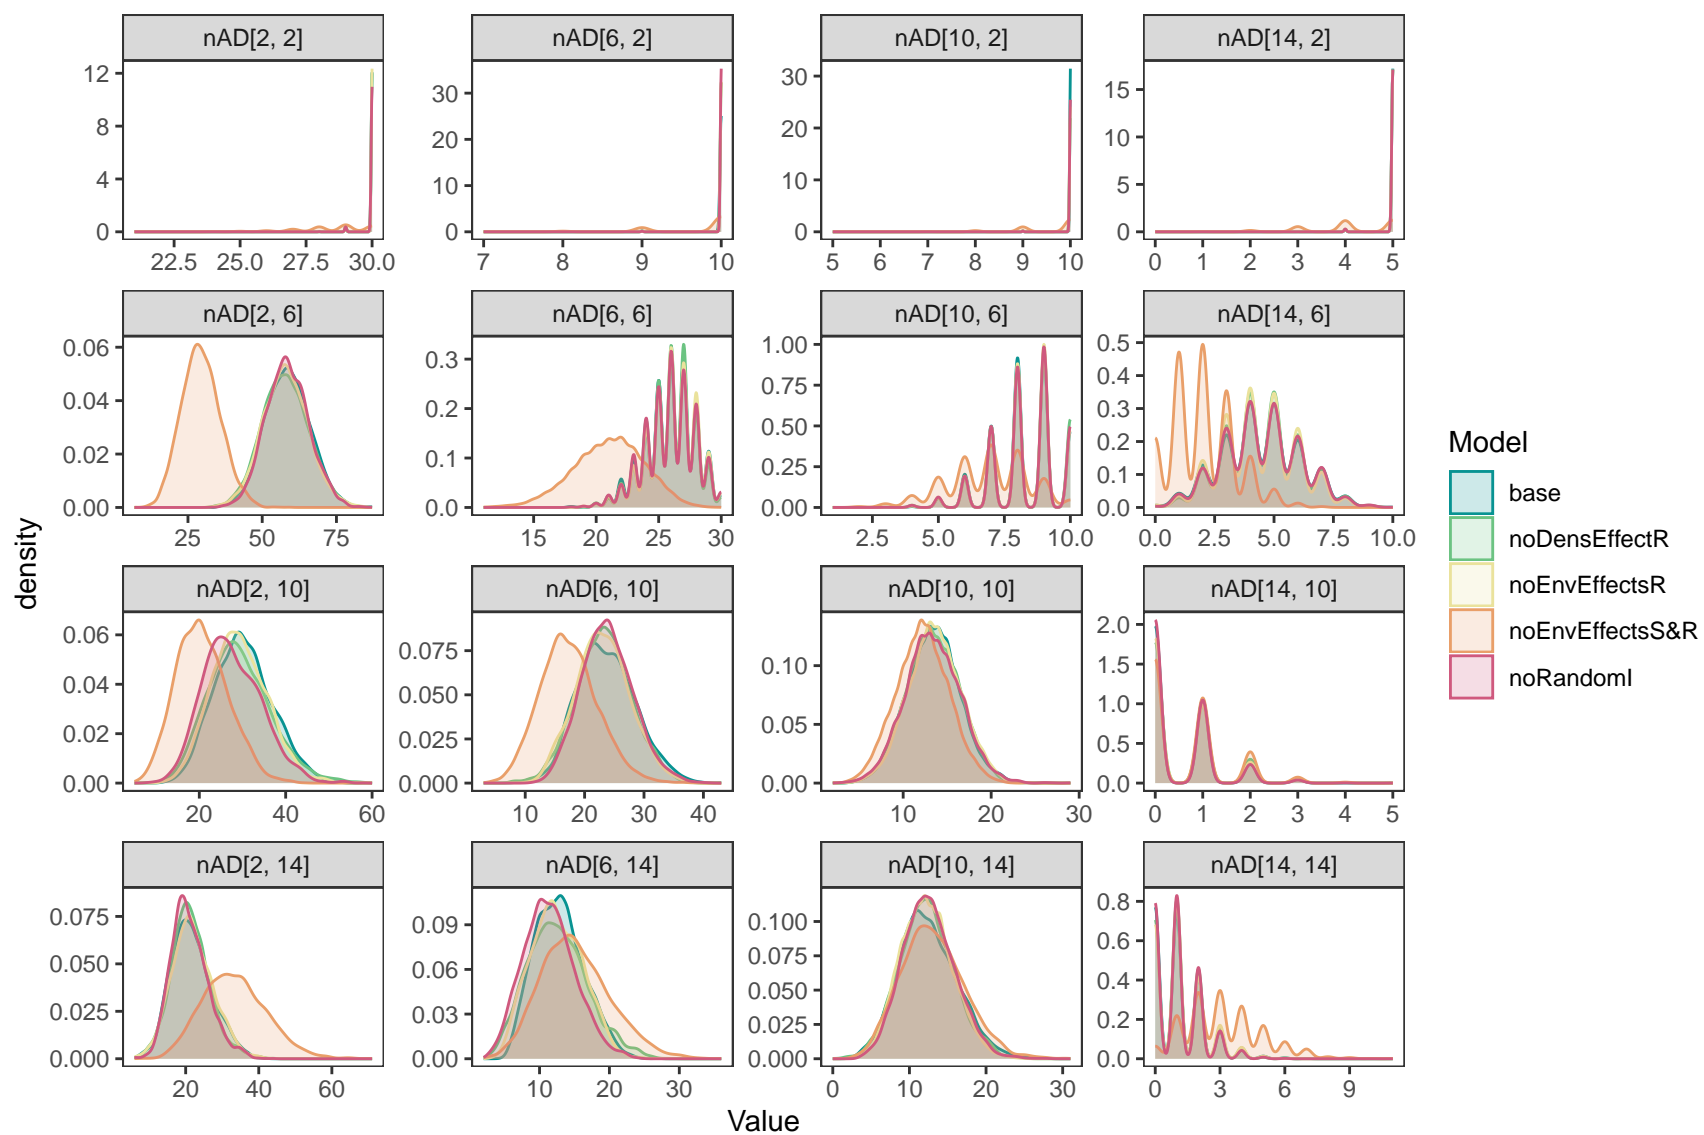 nAD[2, 2] nAD[6, 2] nAD[10, 2] nAD[14, 2]
12 8 4 0
30 20 10 0
30 20 10 0
15 10 5 0
22.5 25.0 27.5 30.0
7 8 9 10
5 6 7 8 9 10
0 1 2 3 4 5
nAD[2, 6] nAD[6, 6] nAD[10, 6] nAD[14, 6]
0.06 0.04 0.02 0.00
0.3 0.2 0.1 0.0
1.00 0.75 0.50 0.25 0.00
0.5 0.4 0.3 0.2 0.1 0.0
25 50 75
15 20 25 30
2.5 5.0 7.5 10.0
0.0 2.5 5.0 7.5 10.0
nAD[2, 10] nAD[6, 10] nAD[10, 10] nAD[14, 10]
0.06 0.04 0.02 0.00
0.075 0.050 0.025 0.000
0.10 0.05 0.00
2.0 1.5 1.0 0.5 0.0
20 40 60
10 20 30 40
10 20 30
0 1 2 3 4 5
nAD[2, 14] nAD[6, 14] nAD[10, 14] nAD[14, 14]
0.075 0.050 0.025 0.000
0.09 0.06 0.03 0.00
0.100 0.075 0.050 0.025 0.000
0.8 0.6 0.4 0.2 0.0
20 40 60
10 20 30
0 10 20 30
0 3 6 9
density
Value
Model
base
noDensEffectR
noEnvEffectsR
noEnvEffectsS&R
noRandomI